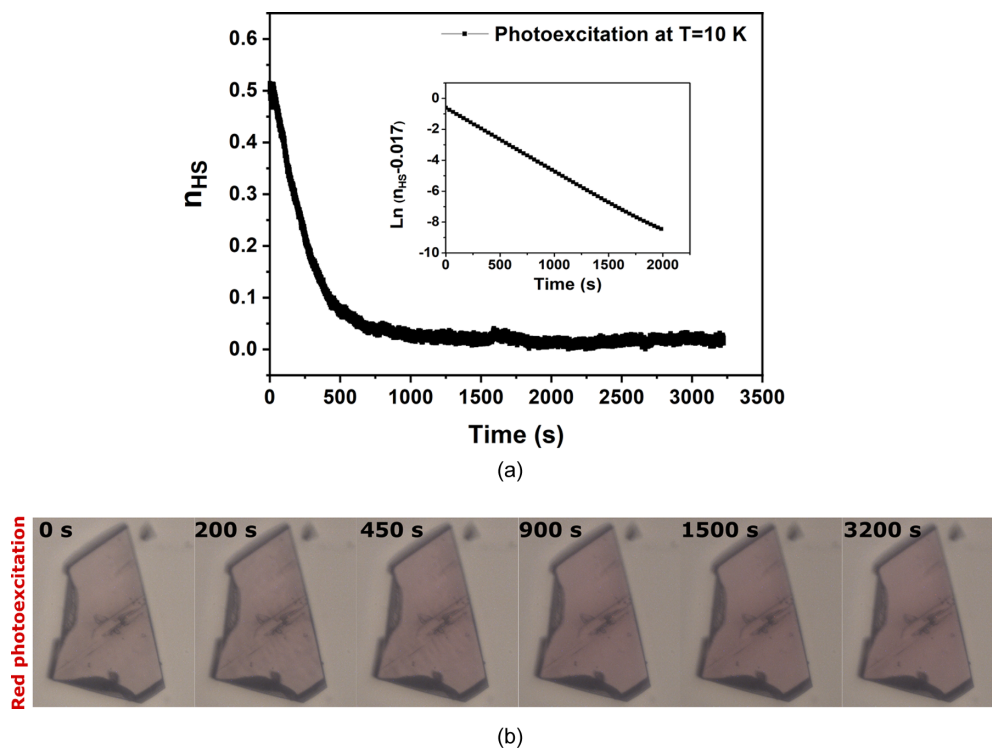 Photoexcitation at T=10 K
0.6
0.5
0.4
0.3
0.2
0.1
0.0
nHS
0
500
1000
1500
2000
2500
3000
3500
Time (s)
0
-2
-4
-6
-8
-10
Ln (nHS-0.017)
0
500
1000
1500
2000
Time (s)
(a)
Red photoexcitation
0 s
200 s
450 s
900 s
1500 s
3200 s
(b)